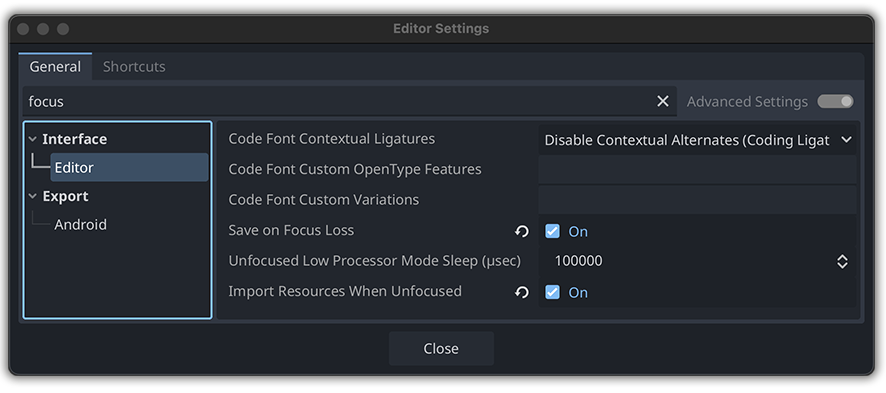 Editor Settings
General Shortcuts
focus Advanced Settings
Interface
Editor
Export
Android
Code Font Contextual Ligatures Disable Contextual Alternates (Coding Ligat
Code Font Custom OpenType Features
Code Font Custom Variations
Save on Focus Loss On
Unfocused Low Processor Mode Sleep (µsec) 100000
Import Resources When Unfocused On
Close